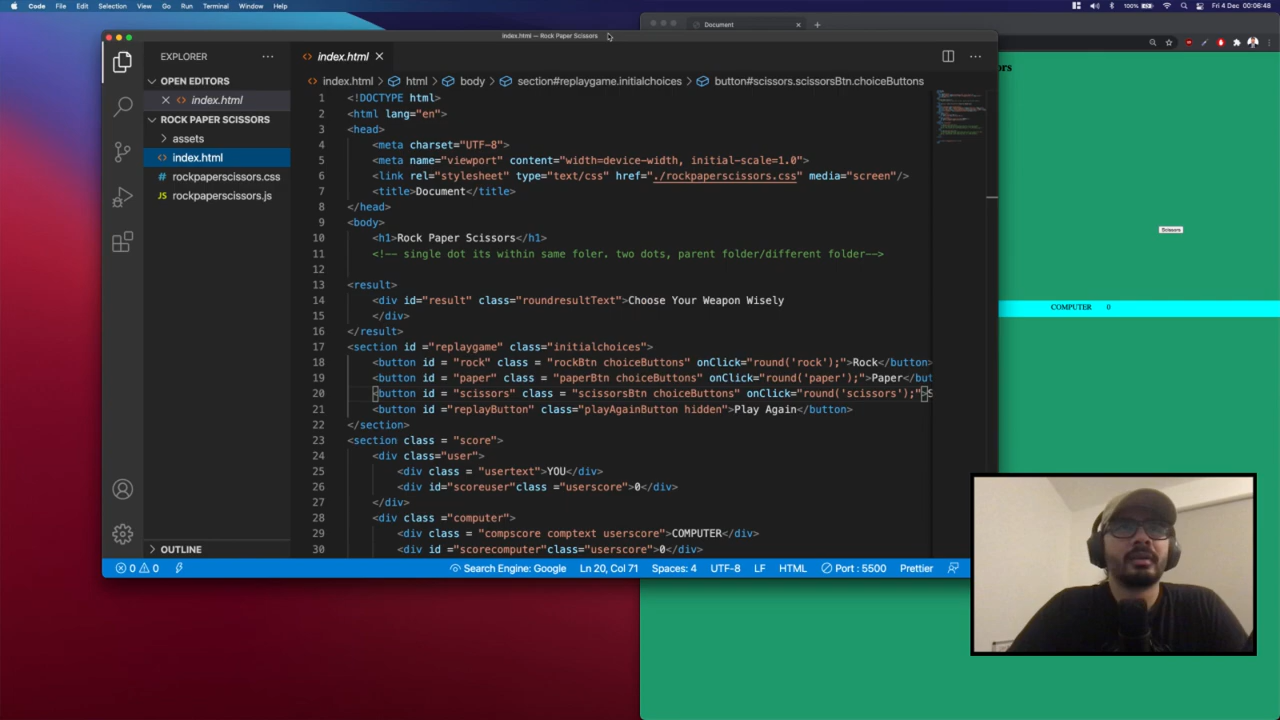 Code File Edit Selection View Go Run Terminal Window Help
100% Fri 4 Dec 00:06:48
Document
index.html — Rock Paper Scissors
EXPLORER
OPEN EDITORS
index.html
ROCK PAPER SCISSORS
assets
index.html
# rockpaperscissors.css
JS rockpaperscissors.js
OUTLINE
index.html
index.html > html > body > section#replaygame.initialchoices > button#scissors.scissorsBtn.choiceButtons
1 <!DOCTYPE html>
2 <html lang="en">
3 <head>
4 <meta charset="UTF-8">
5 <meta name="viewport" content="width=device-width, initial-scale=1.0">
6 <link rel="stylesheet" type="text/css" href="./rockpaperscissors.css" media="screen"/>
7 <title>Document</title>
8 </head>
9 <body>
10 <h1>Rock Paper Scissors</h1>
11 <!-- single dot its within same foler. two dots, parent folder/different folder-->
12
13 <result>
14 <div id="result" class="roundresultText">Choose Your Weapon Wisely
15 </div>
16 </result>
17 <section id ="replaygame" class="initialchoices">
18 <button id = "rock" class = "rockBtn choiceButtons" onClick="round('rock');">Rock</button>
19 <button id = "paper" class = "paperBtn choiceButtons" onClick="round('paper');">Paper</but
20 <button id = "scissors" class = "scissorsBtn choiceButtons" onClick="round('scissors');">S
21 <button id ="replayButton" class="playAgainButton hidden">Play Again</button>
22 </section>
23 <section class = "score">
24 <div class="user">
25 <div class = "usertext">YOU</div>
26 <div id="scoreuser"class ="userscore">0</div>
27 </div>
28 <div class ="computer">
29 <div class = "compscore comptext userscore">COMPUTER</div>
30 <div id ="scorecomputer"class="userscore">0</div>
0 0 Search Engine: Google Ln 20, Col 71 Spaces: 4 UTF-8 LF HTML Port : 5500 Prettier
ors
Scissors
COMPUTER 0